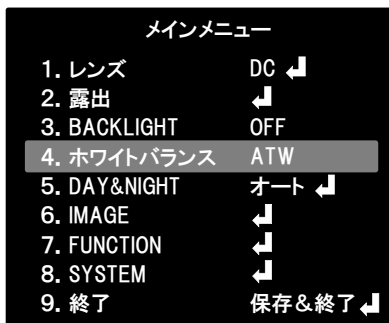 メインメニュー
1. レンズ DC ↲
2. 露出 ↲
3. BACKLIGHT OFF
4. ホワイトバランス ATW
5. DAY&NIGHT オート ↲
6. IMAGE ↲
7. FUNCTION ↲
8. SYSTEM ↲
9. 終了 保存&終了↲